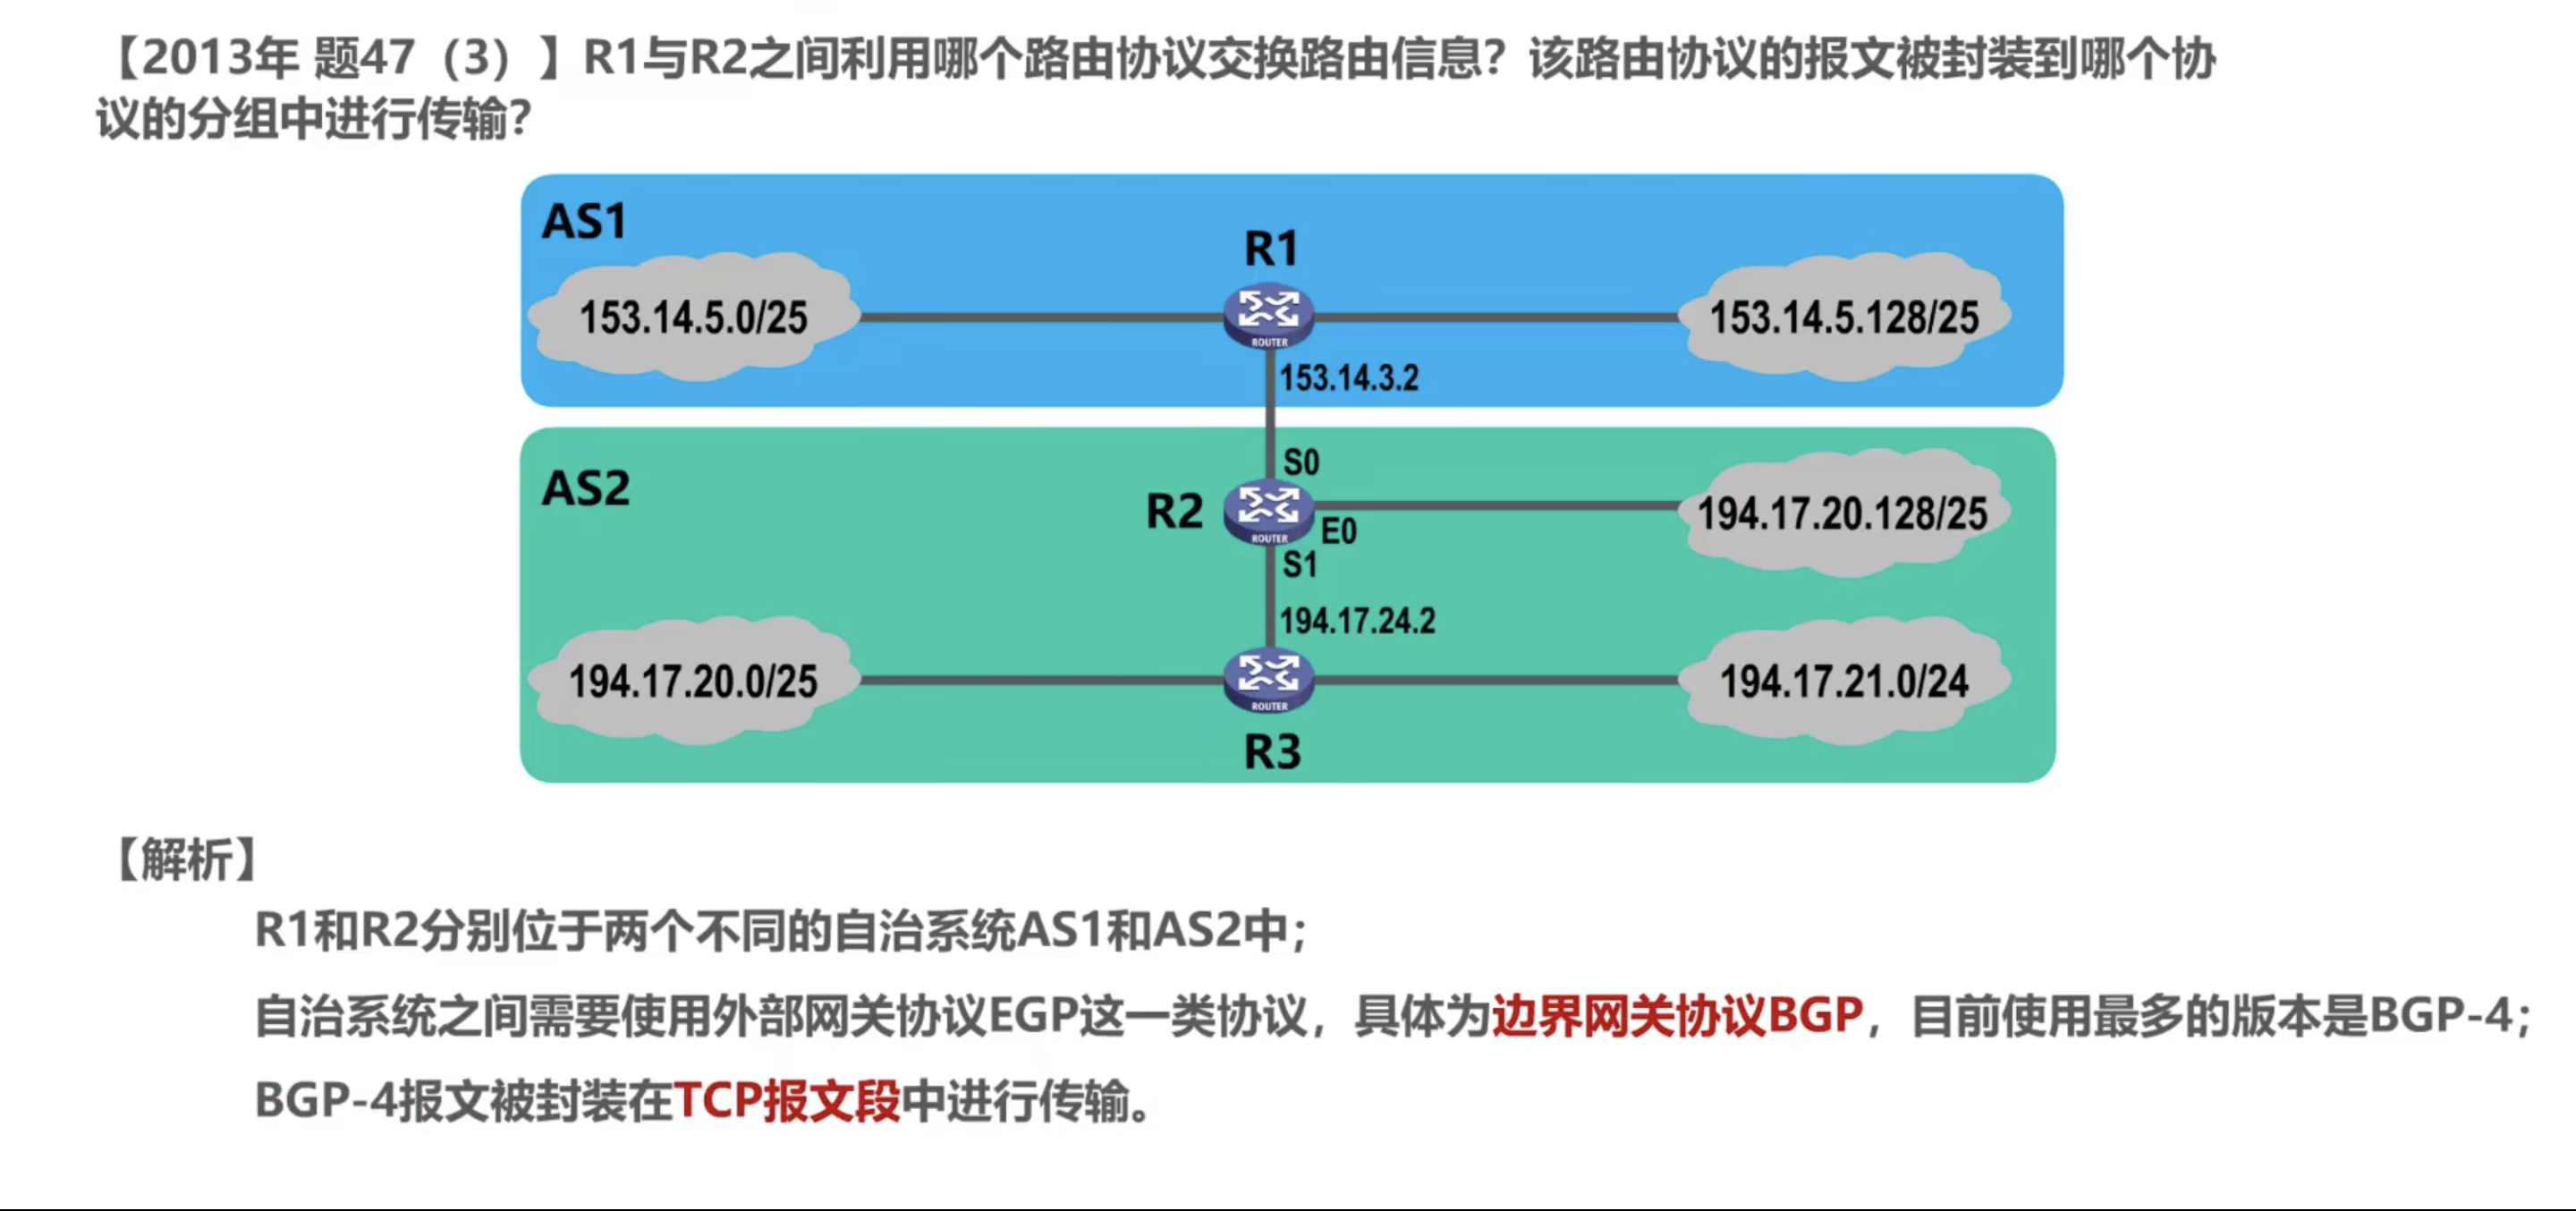 【2013年 题47（3）】R1与R2之间利用哪个路由协议交换路由信息？该路由协议的报文被封装到哪个协
议的分组中进行传输？
AS1
R1
153.14.5.0/25
153.14.5.128/25
ROUTER
153.14.3.2
AS2
S0
R2
194.17.20.128/25
ROUTER
E0
S1
194.17.24.2
194.17.20.0/25
194.17.21.0/24
ROUTER
R3
【解析】
R1和R2分别位于两个不同的自治系统AS1和AS2中；
自治系统之间需要使用外部网关协议EGP这一类协议，具体为边界网关协议BGP，目前使用最多的版本是BGP-4；
BGP-4报文被封装在TCP报文段中进行传输。